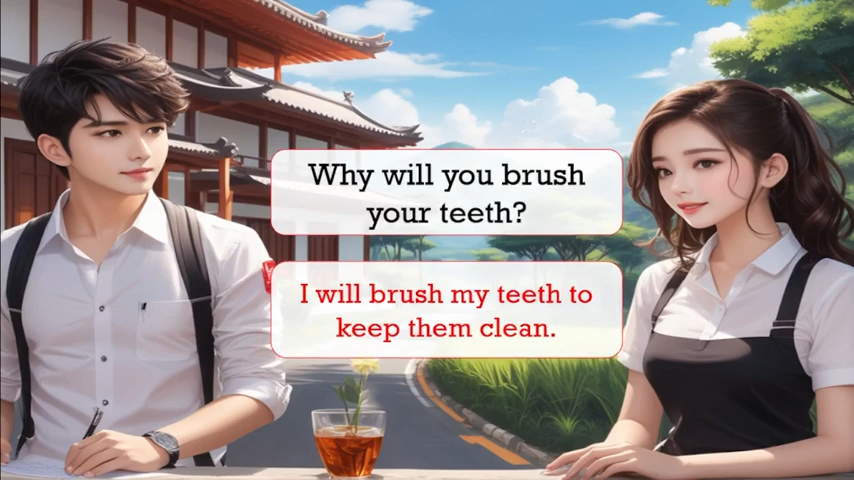 Why will you brush
your teeth?
I will brush my teeth to
keep them clean.